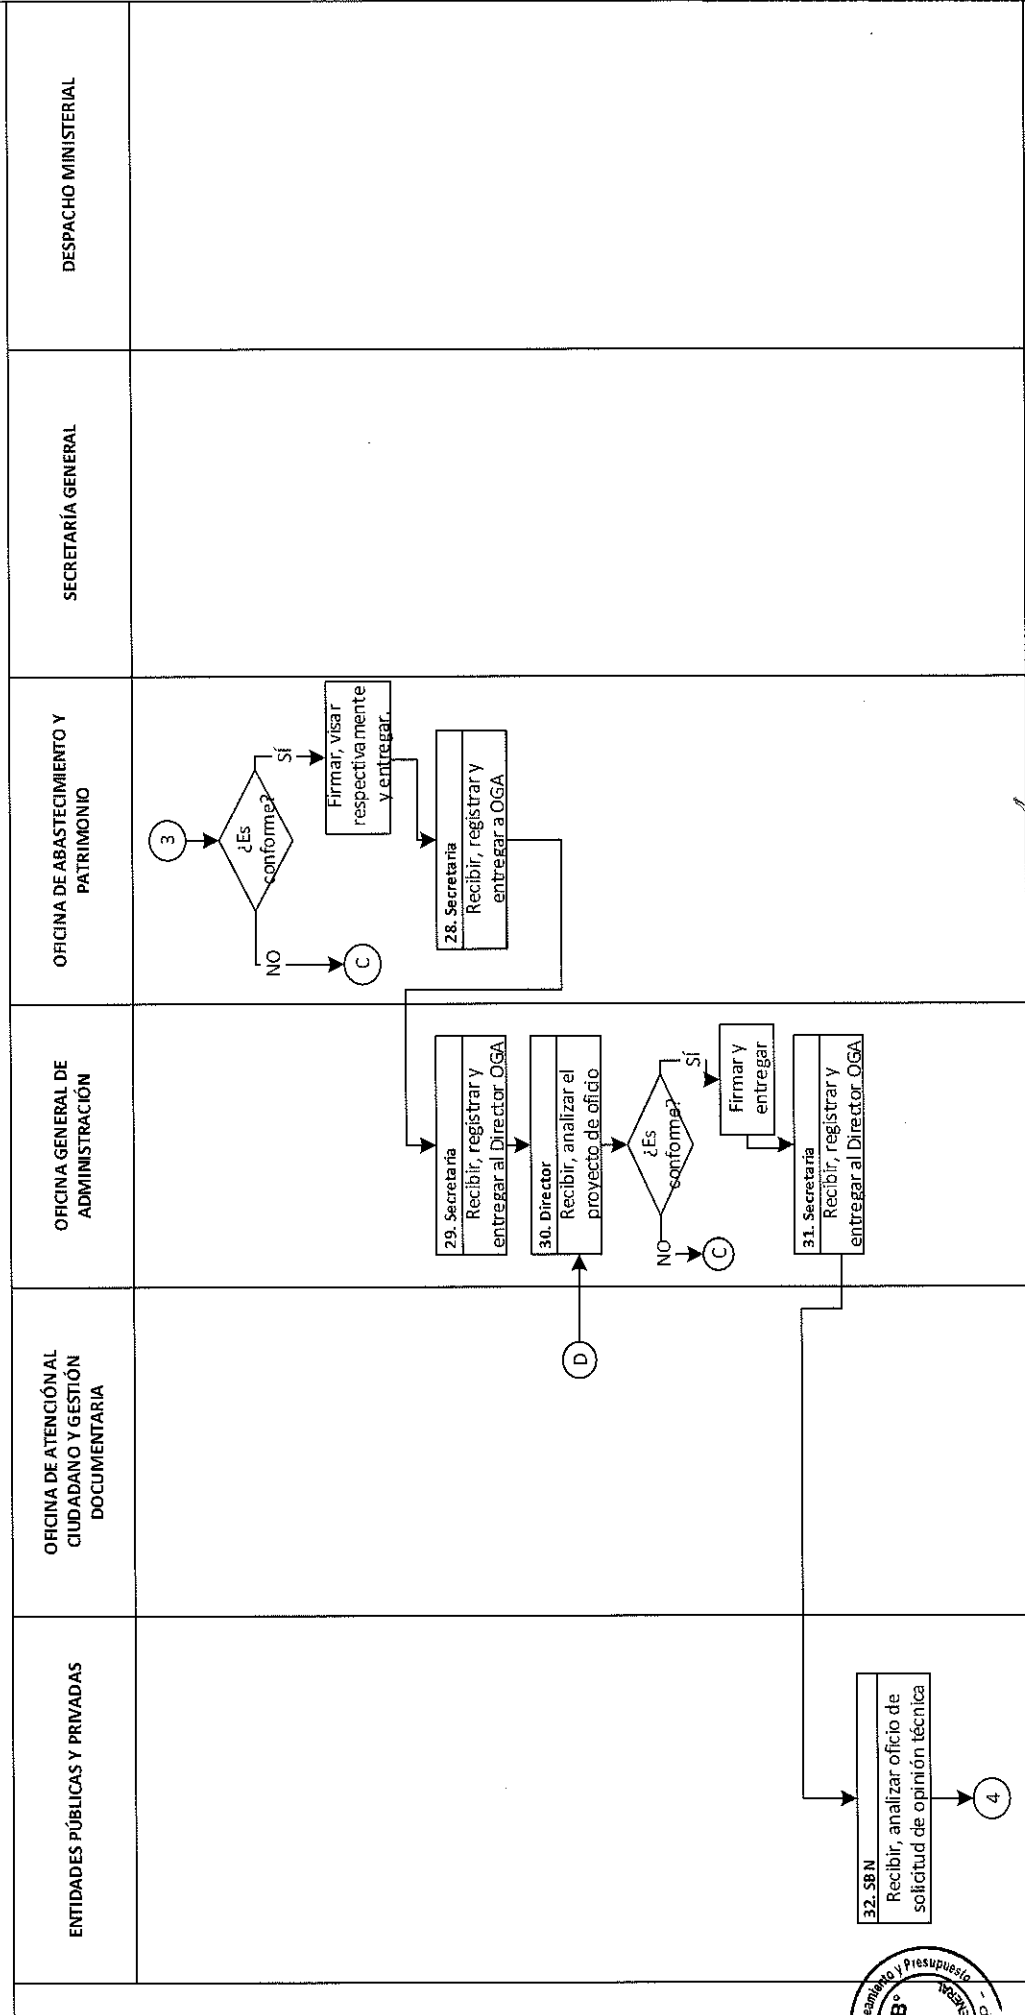 ENTIDADES PÚBLICAS Y PRIVADAS
OFICINA DE ATENCIÓN AL
CIUDADANO Y GESTIÓN
DOCUMENTARIA
OFICINA GENERAL DE
ADMINISTRACIÓN
OFICINA DE ABASTECIMIENTO Y
PATRIMONIO
SECRETARÍA GENERAL
DESPACHO MINISTERIAL
3
¿Es
conforme?
NO
SÍ
C
Firmar, visar
respectivamente
y entregar.
28. Secretaria
Recibir, registrar y
entregar a OGA
29. Secretaria
Recibir, registrar y
entregar al Director OGA
D
30. Director
Recibir, analizar el
proyecto de oficio
¿Es
conforme?
NO
SÍ
C
Firmar y
entregar
31. Secretaria
Recibir, registrar y
entregar al Director OGA
32. SBN
Recibir, analizar oficio de
solicitud de opinión técnica
4
y Presupuesto
B°